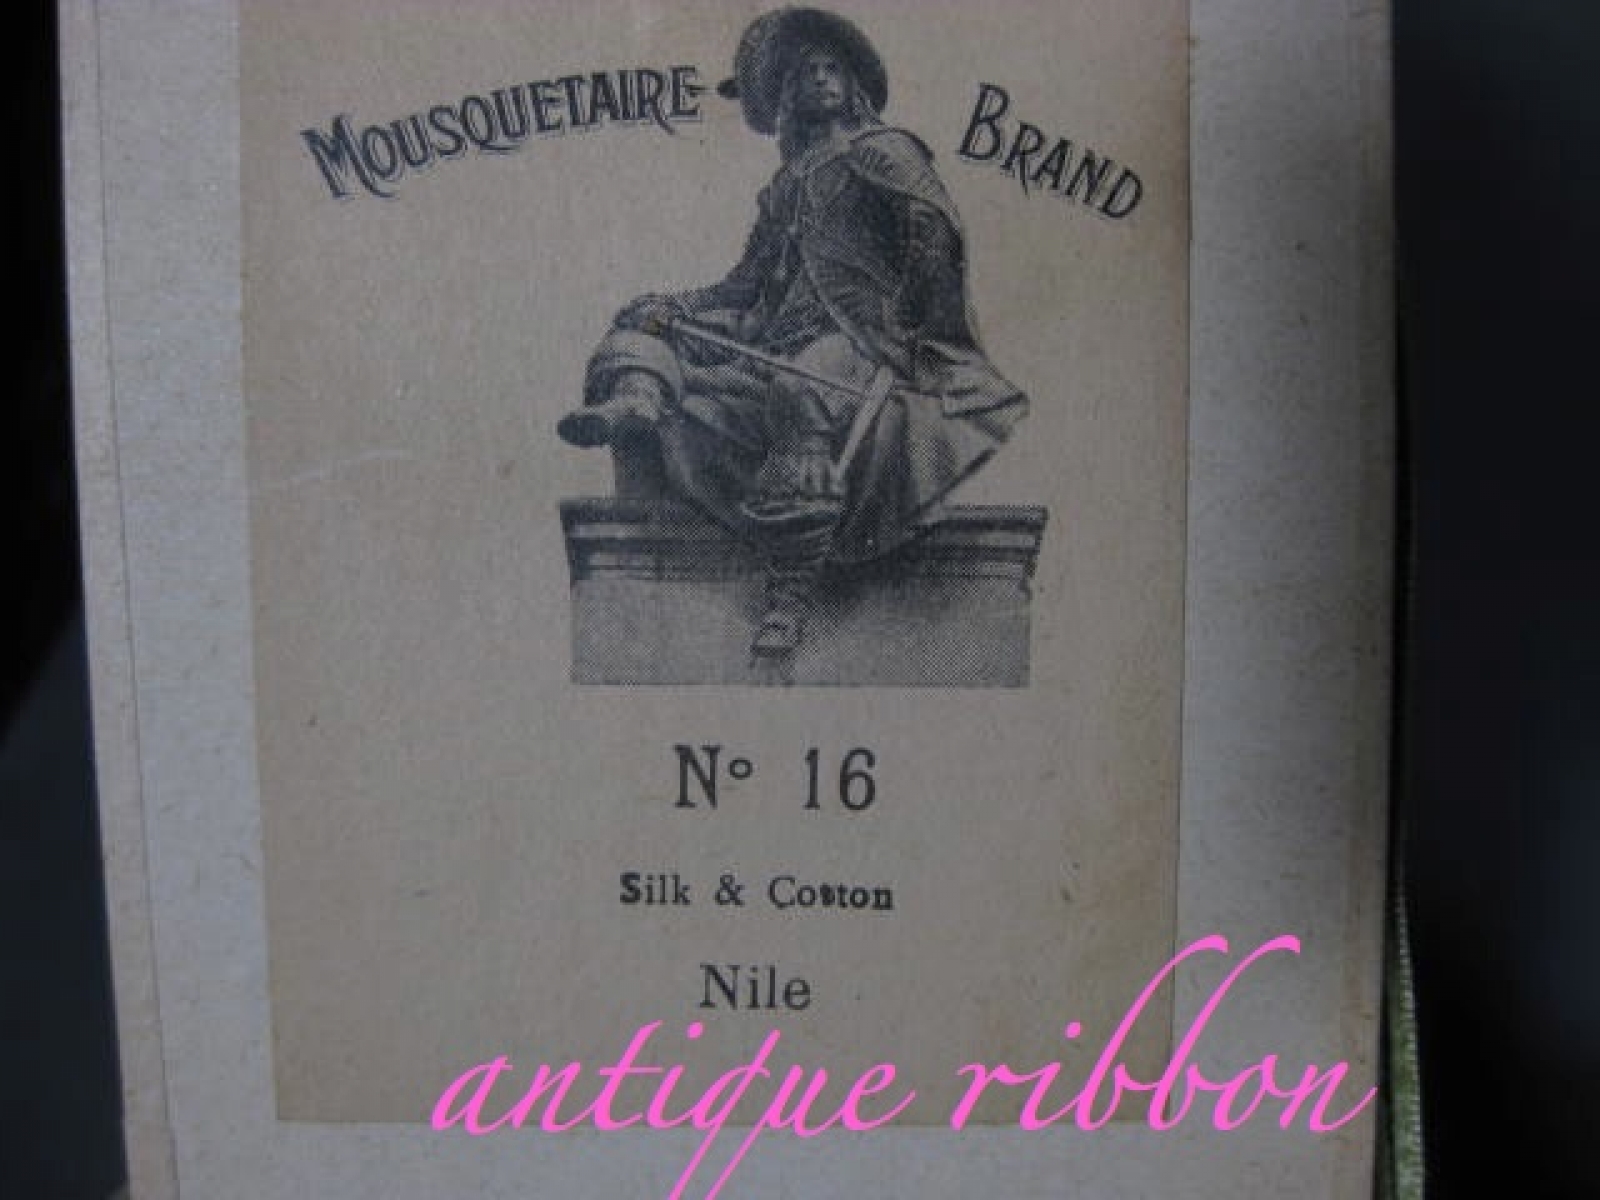 MOUSQUETAIRE BRAND
Nº 16
Silk & Cotton
Nile
antique ribbon